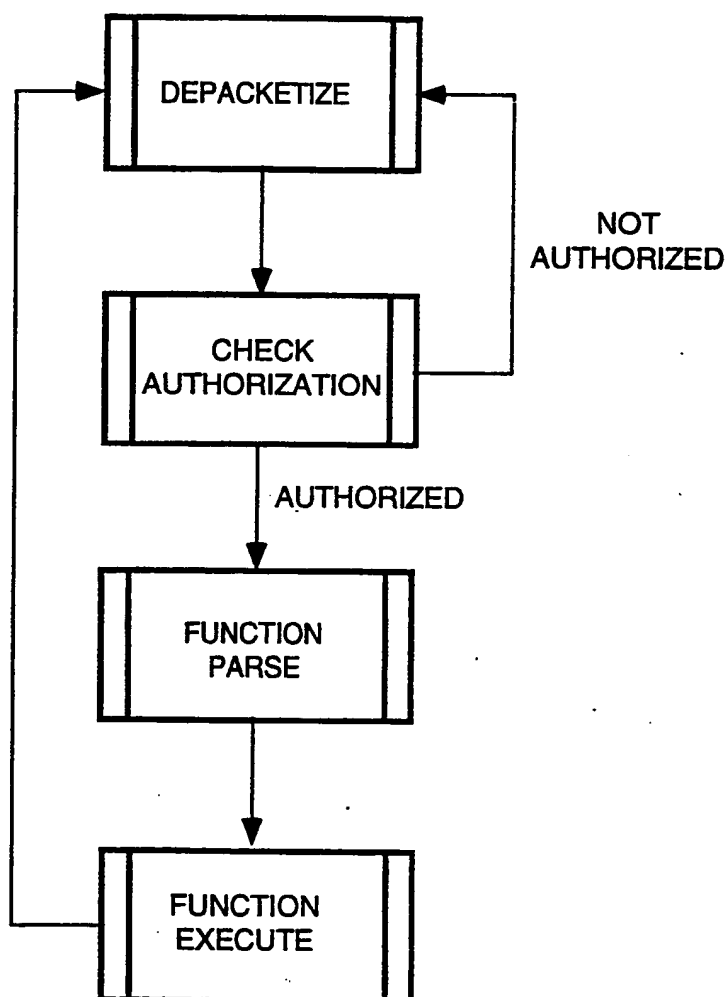 DEPACKETIZE
NOT
AUTHORIZED
CHECK
AUTHORIZATION
AUTHORIZED
FUNCTION
PARSE
FUNCTION
EXECUTE